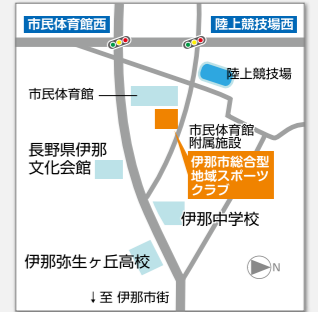 市民体育館西
陸上競技場西
陸上競技場
市民体育館
市民体育館
附属施設
長野県伊那
文化会館
伊那市総合型
地域スポーツ
クラブ
伊那中学校
伊那弥生ヶ丘高校
N
↓至 伊那市街